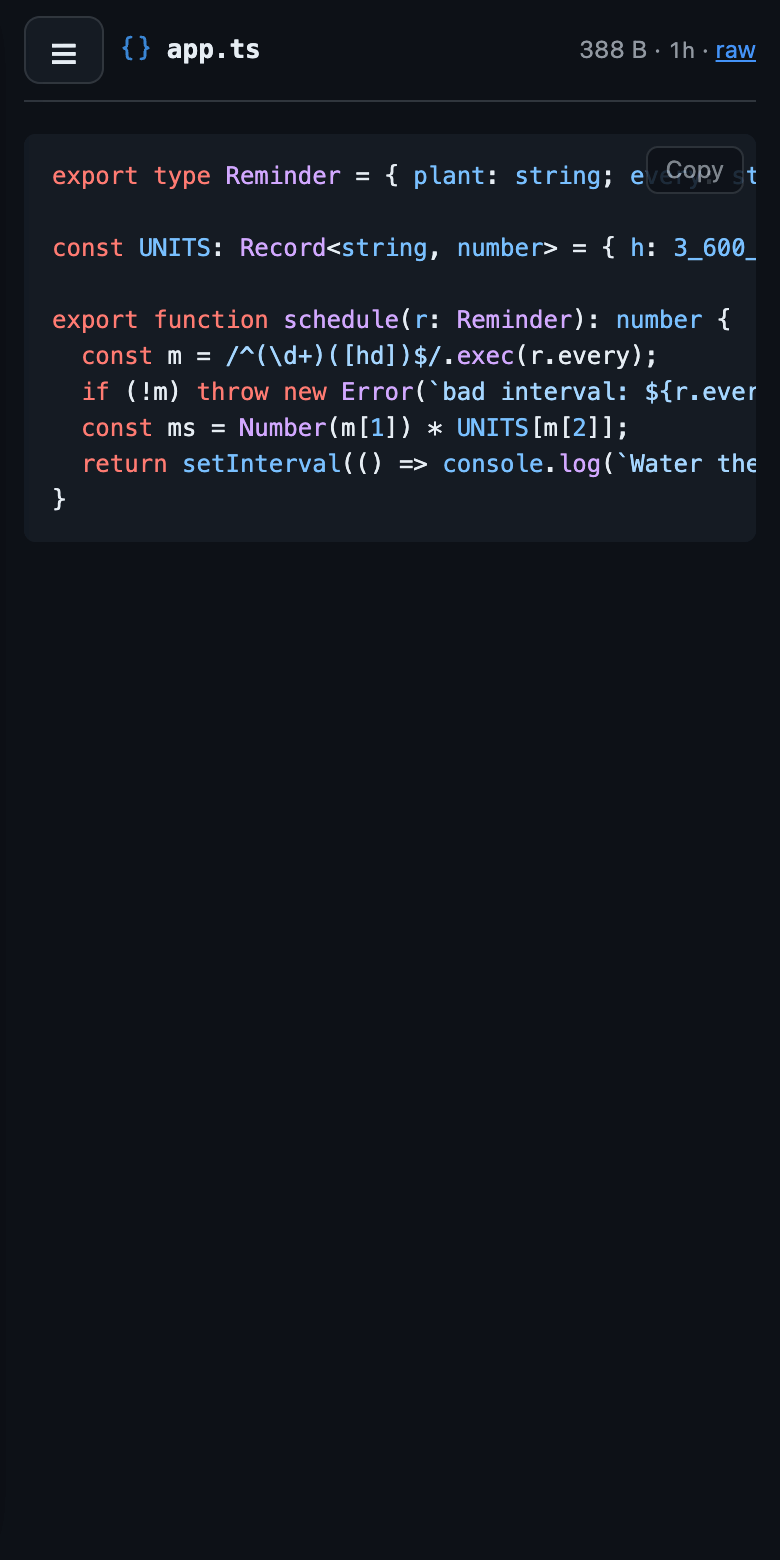 {} app.ts
388 B · 1h · raw
Copy
export type Reminder = { plant: string; every: st
const UNITS: Record<string, number> = { h: 3_600_
export function schedule(r: Reminder): number {
  const m = /^(\d+)([hd])$/.exec(r.every);
  if (!m) throw new Error(`bad interval: ${r.ever
  const ms = Number(m[1]) * UNITS[m[2]];
  return setInterval(() => console.log(`Water the
}